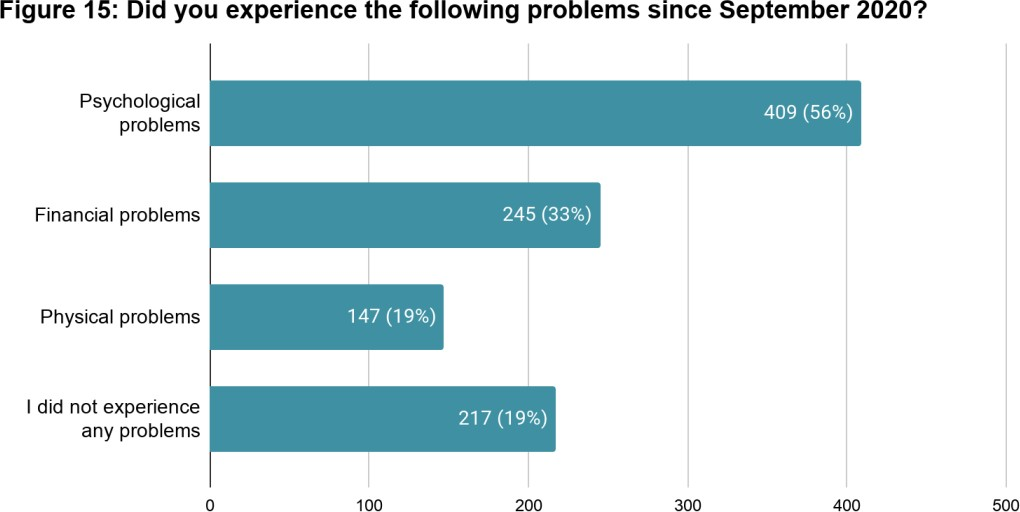 Figure 15: Did you experience the following problems since September 2020?
Psychological
problems
409 (56%)
Financial problems
245 (33%)
Physical problems
147 (19%)
I did not experience
any problems
217 (19%)
0 100 200 300 400 500